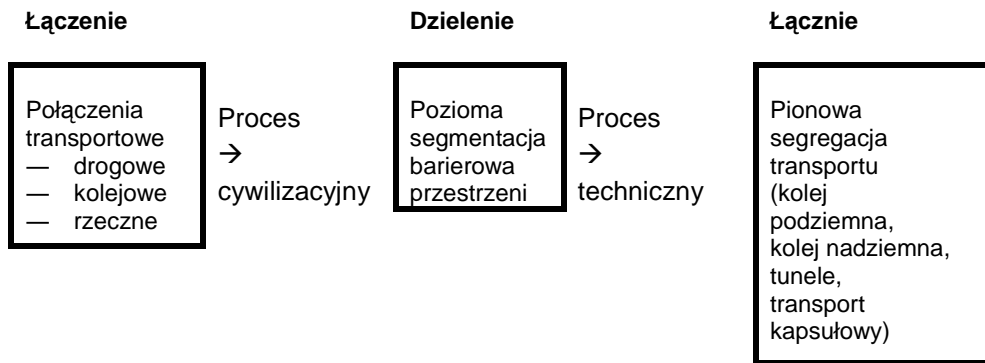 Łączenie
Dzielenie
Łącznie
Połączenia
transportowe
— drogowe
— kolejowe
— rzeczne
Proces
→
cywilizacyjny
Pozioma
segmentacja
barierowa
przestrzeni
Proces
→
techniczny
Pionowa
segregacja
transportu
(kolej
podziemna,
kolej nadziemna,
tunele,
transport
kapsułowy)